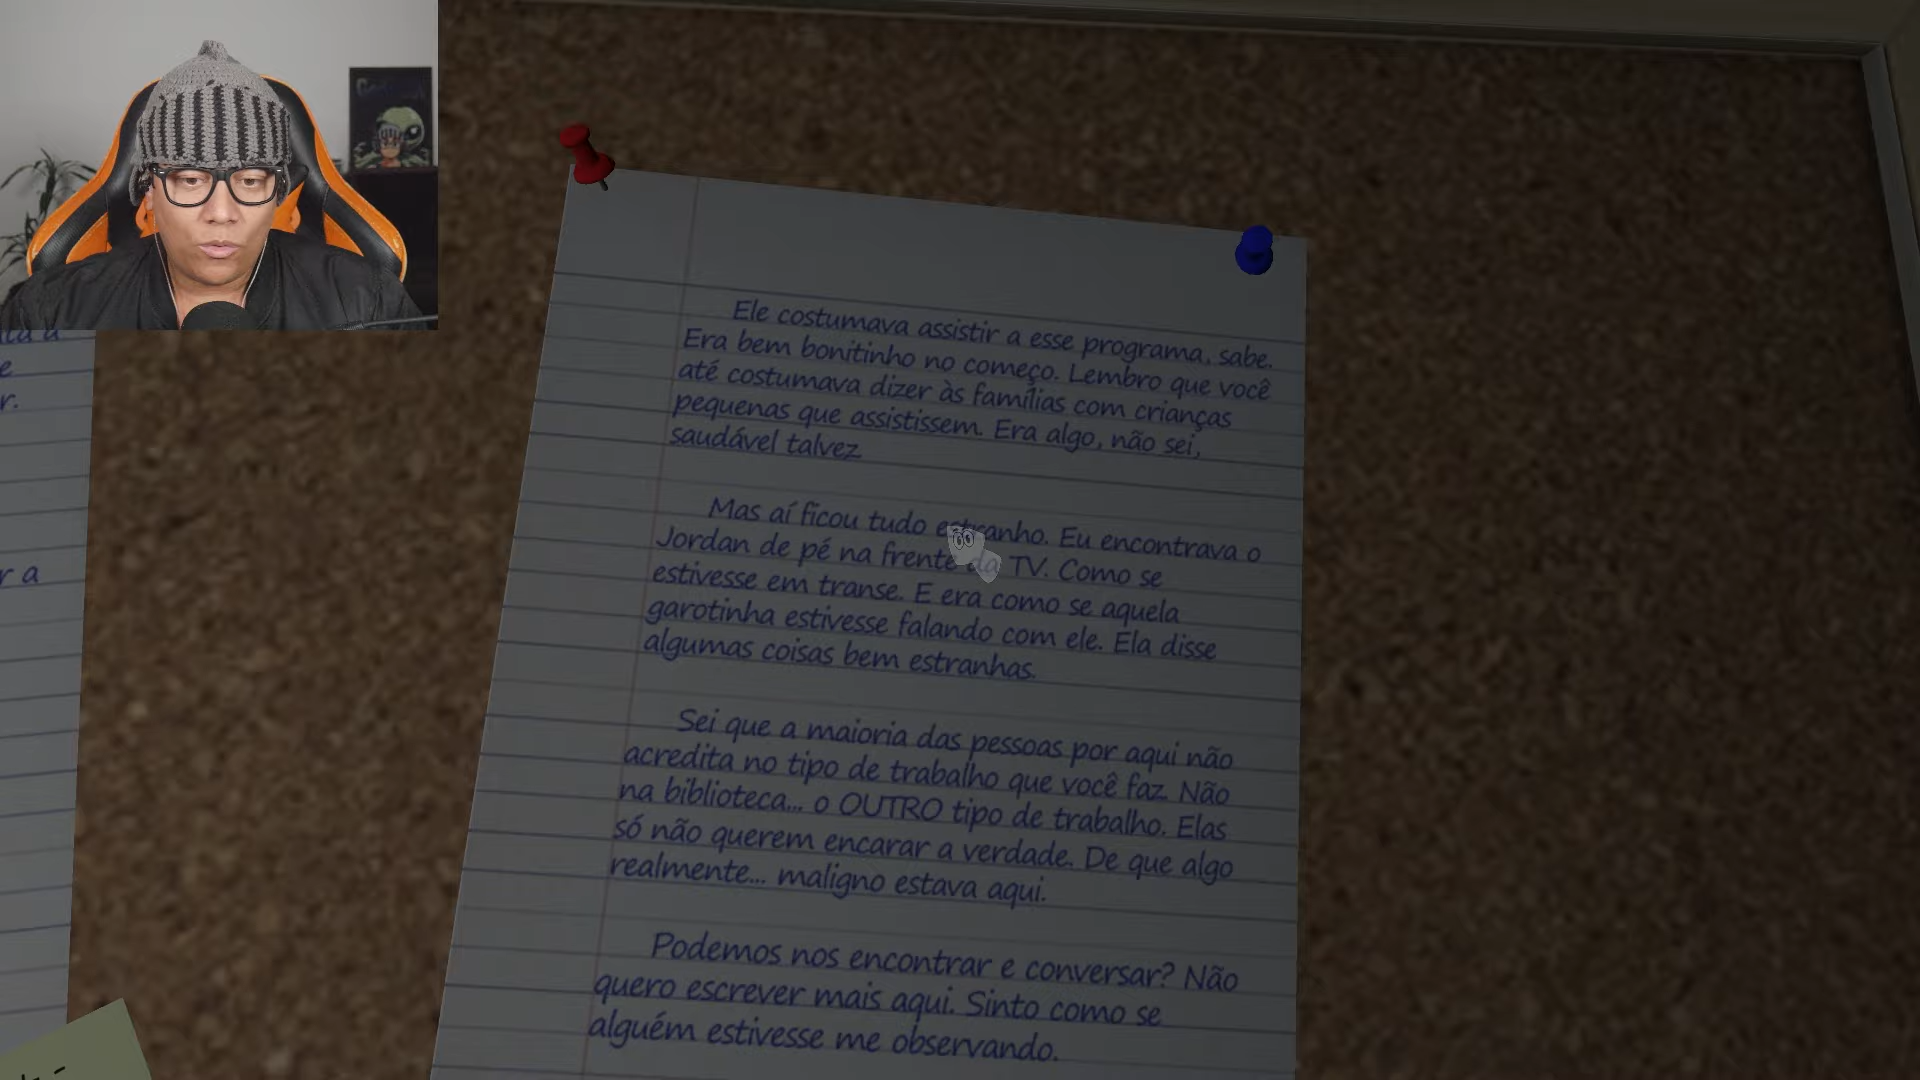 Ele costumava assistir a esse programa, sabe.
Era bem bonitinho no começo. Lembro que você
até costumava dizer às famílias com crianças
pequenas que assistissem. Era algo, não sei,
saudável talvez.
Mas aí ficou tudo estranho. Eu encontrava o
Jordan de pé na frente da TV. Como se
estivesse em transe. E era como se aquela
garotinha estivesse falando com ele. Ela disse
algumas coisas bem estranhas.
Sei que a maioria das pessoas por aqui não
acredita no tipo de trabalho que você faz. Não
na biblioteca... o OUTRO tipo de trabalho. Elas
só não querem encarar a verdade. De que algo
realmente... maligno estava aqui.
Podemos nos encontrar e conversar? Não
quero escrever mais aqui. Sinto como se
alguém estivesse me observando.